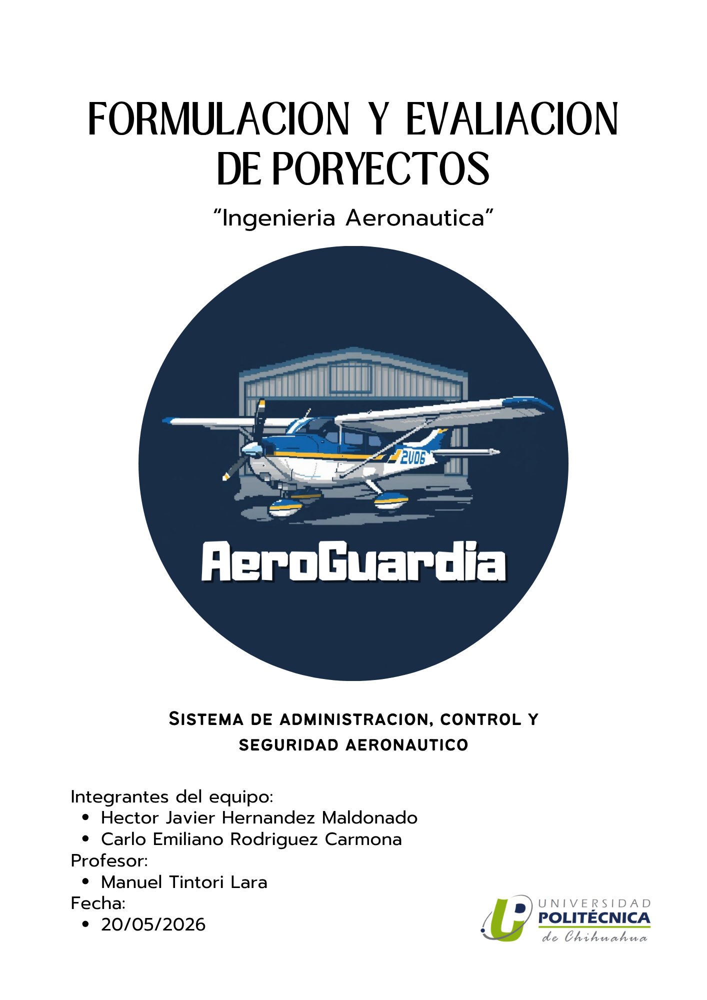 FORMULACION Y EVALIACION
DE PORYECTOS
“Ingenieria Aeronautica”
2VDG
AeroGuardia
Sistema de administracion, control y
seguridad aeronautico
Integrantes del equipo:
• Hector Javier Hernandez Maldonado
• Carlo Emiliano Rodriguez Carmona
Profesor:
• Manuel Tintori Lara
Fecha:
• 20/05/2026
UNIVERSIDAD
POLITÉCNICA
de Chihuahua